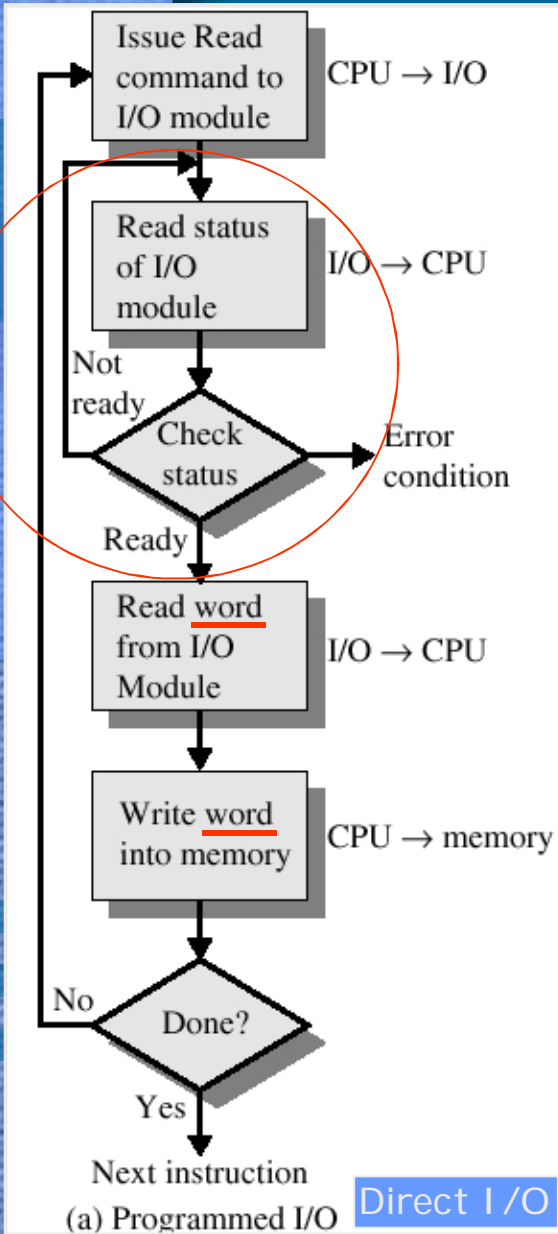 Issue Read
command to
I/O module
CPU → I/O
Read status
of I/O
module
I/O → CPU
Not
ready
Check
status
Error
condition
Ready
Read word
from I/O
Module
I/O → CPU
Write word
into memory
CPU → memory
No
Done?
Yes
Next instruction
(a) Programmed I/O
Direct I/O